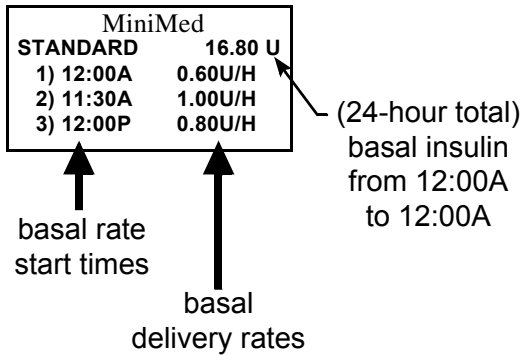 MiniMed
STANDARD 16.80 U
1) 12:00A 0.60U/H
2) 11:30A 1.00U/H
3) 12:00P 0.80U/H
(24-hour total)
basal insulin
from 12:00A
to 12:00A
basal rate
start times
basal
delivery rates